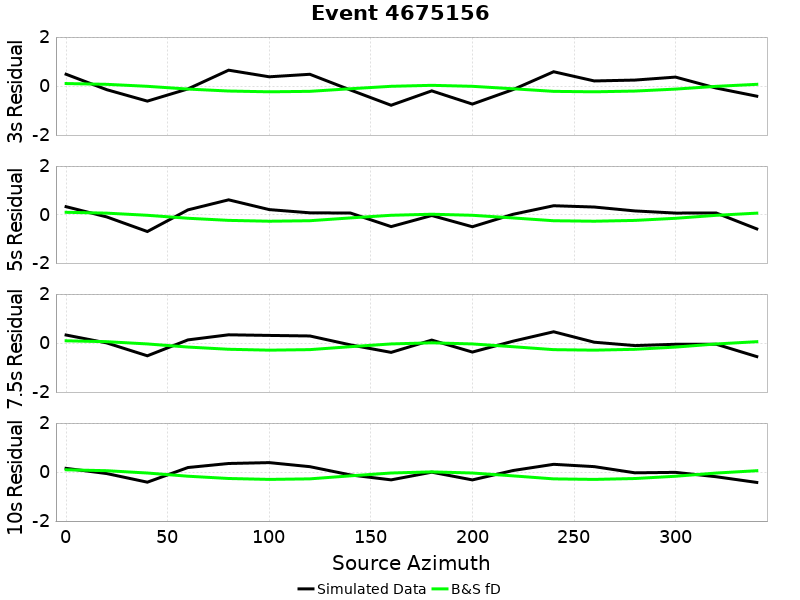 Event 4675156
3s Residual
2
0
-2
5s Residual
2
0
-2
7.5s Residual
2
0
-2
10s Residual
2
0
-2
0 50 100 150 200 250 300
Source Azimuth
Simulated Data B&S fD